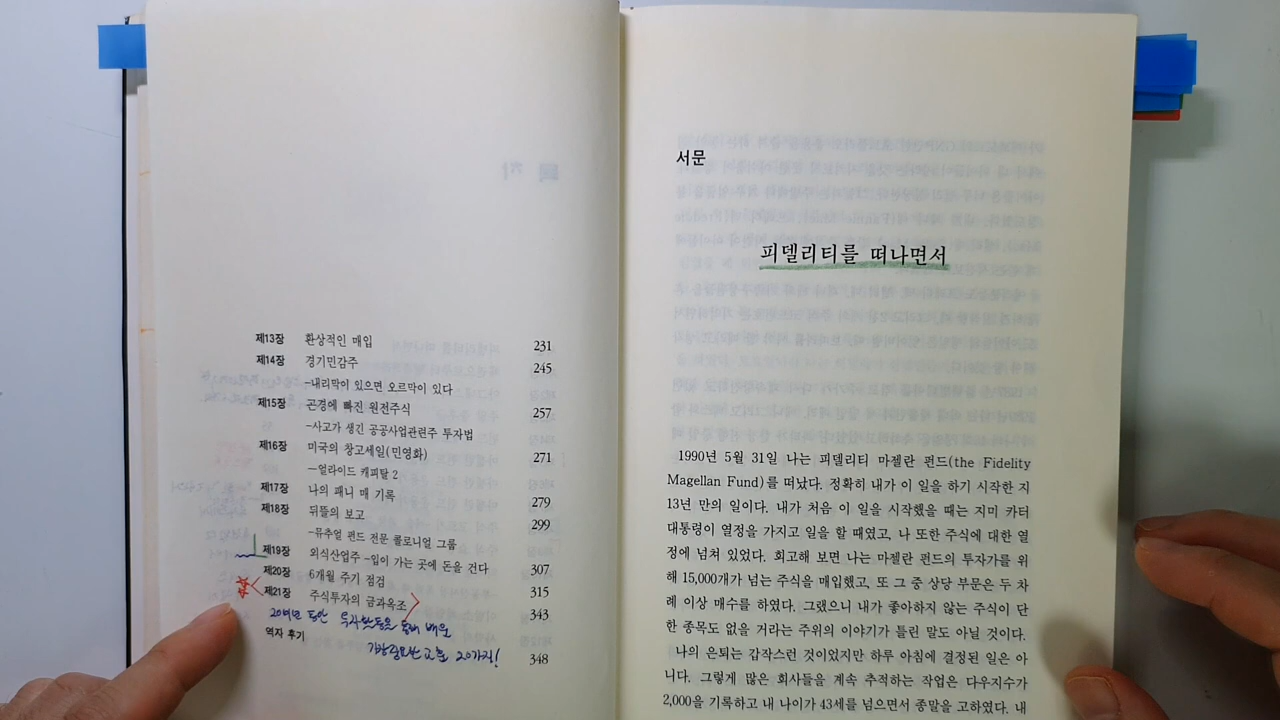 제13장 환상적인 매입 231
제14장 경기민감주 245
-내리막이 있으면 오르막이 있다
제15장 곤경에 빠진 원전주식 257
-사고가 생긴 공공사업관련주 투자법
제16장 미국의 창고세일(민영화) 271
-얼라이드 캐피탈 2
제17장 나의 패니 매 기록 279
제18장 뒤뜰의 보고 299
-뮤추얼 펀드 전문 콜로니얼 그룹
제19장 외식산업주 -입이 가는 곳에 돈을 건다 307
제20장 6개월 주기 점검 315
제21장 주식투자의 금과옥조 343
20여년 동안 투자 통해 배운
가장 중요한 교훈 20가지!
역자 후기 348
서문
피델리티를 떠나면서
1990년 5월 31일 나는 피델리티 마젤란 펀드(the Fidelity
Magellan Fund)를 떠났다. 정확히 내가 이 일을 하기 시작한 지
13년 만의 일이다. 내가 처음 이 일을 시작했을 때는 지미 카터
대통령이 열정을 가지고 일을 할 때였고, 나 또한 주식에 대한 열
정에 넘쳐 있었다. 회고해 보면 나는 마젤란 펀드의 투자가를 위
해 15,000개가 넘는 주식을 매입했고, 또 그 중 상당 부문은 두 차
례 이상 매수를 하였다. 그랬으니 내가 좋아하지 않는 주식이 단
한 종목도 없을 거라는 주위의 이야기가 틀린 말도 아닐 것이다.
나의 은퇴는 갑작스런 것이었지만 하루 아침에 결정된 일은 아
니다. 그렇게 많은 회사들을 계속 추적하는 작업은 다우지수가
2,000을 기록하고 내 나이가 43세를 넘으면서 종말을 고하였다. 내